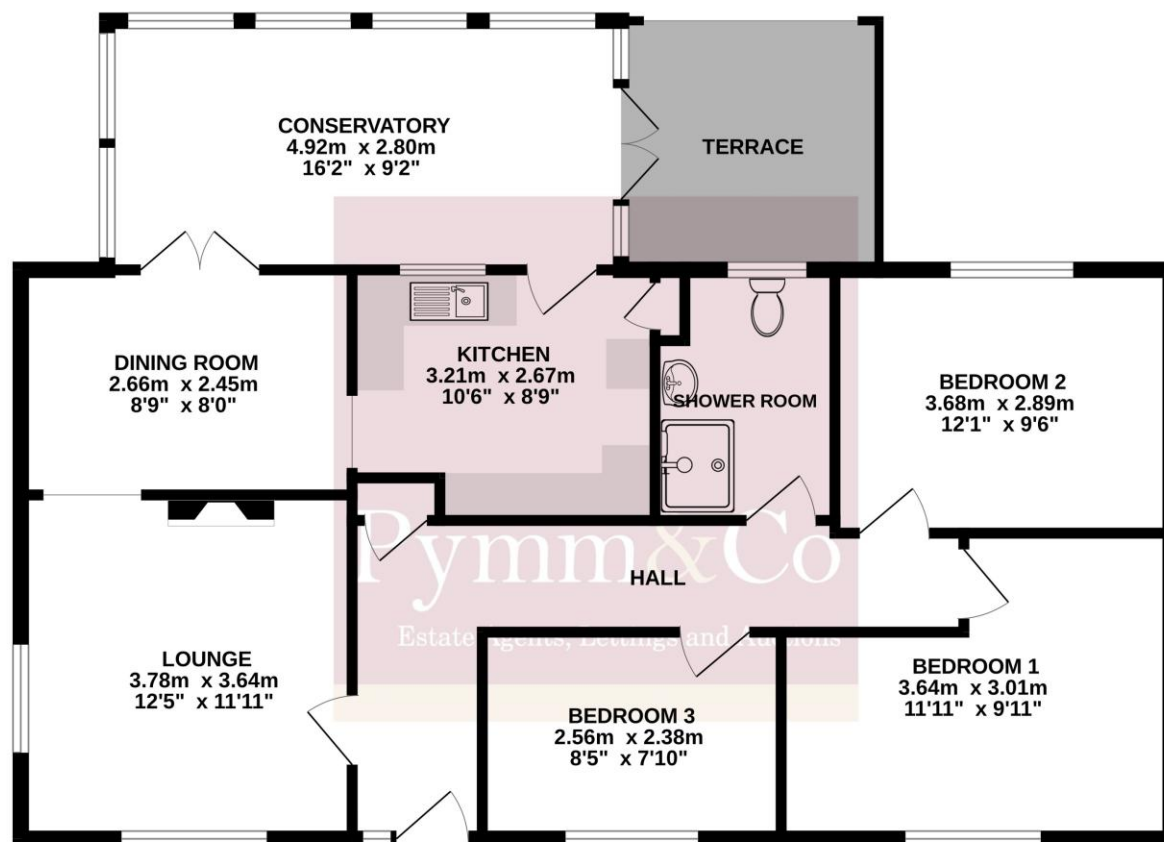 CONSERVATORY
4.92m x 2.80m
16'2" x 9'2"
TERRACE
DINING ROOM
2.66m x 2.45m
8'9" x 8'0"
KITCHEN
3.21m x 2.67m
10'6" x 8'9"
SHOWER ROOM
BEDROOM 2
3.68m x 2.89m
12'1" x 9'6"
Pymm&Co
HALL
Estate Agents, Lettings and Auctions
LOUNGE
3.78m x 3.64m
12'5" x 11'11"
BEDROOM 3
2.56m x 2.38m
8'5" x 7'10"
BEDROOM 1
3.64m x 3.01m
11'11" x 9'11"